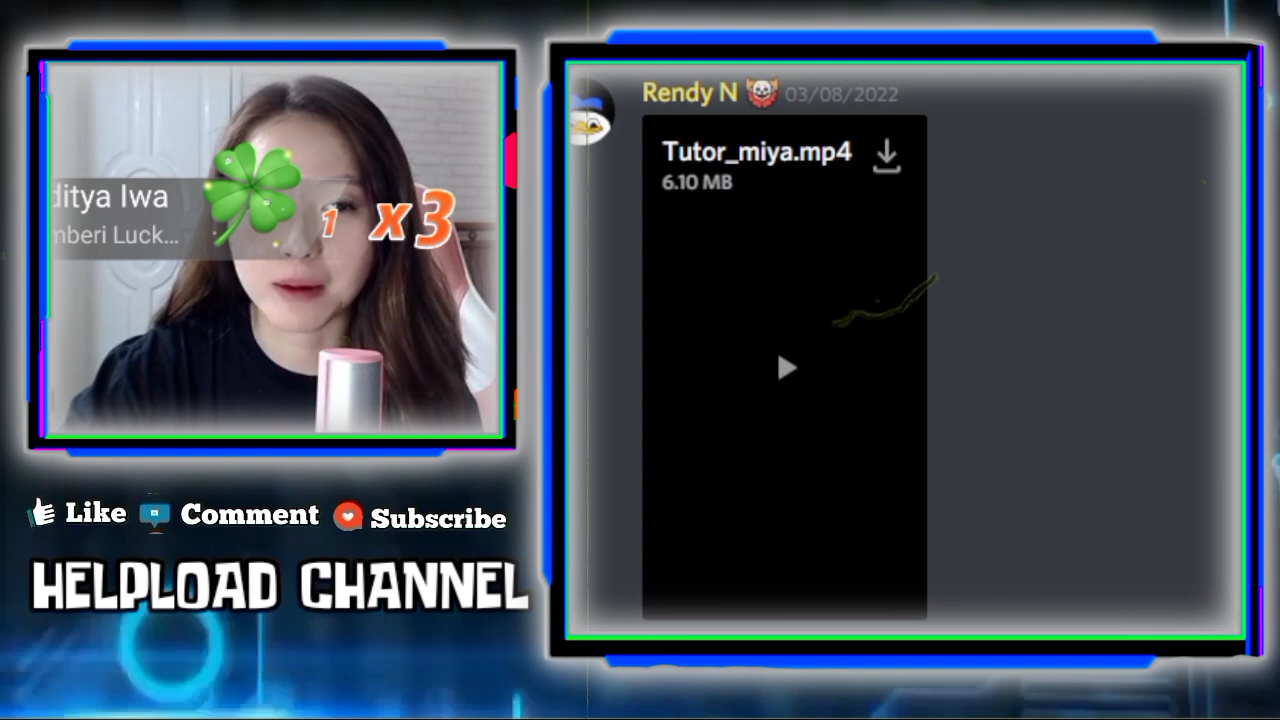 ditya Iwa
mberi Luck...
1 x3
Like Comment Subscribe
HELPLOAD CHANNEL
Rendy N 03/08/2022
Tutor_miya.mp4
6.10 MB